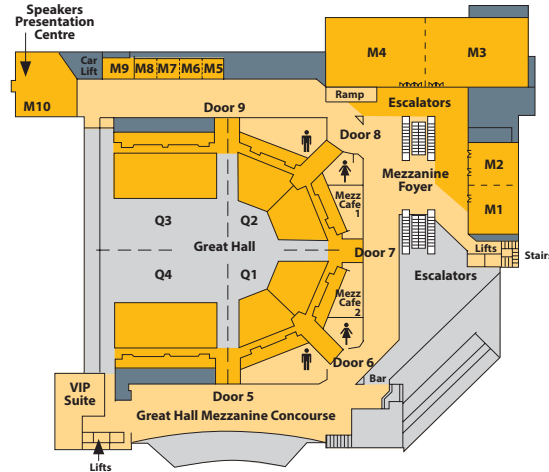 Speakers
Presentation
Centre
Car
Lift
M9
M8
M7
M6
M5
M4
M3
M10
Ramp
Door 9
Escalators
Door 8
M2
Mezzanine
Foyer
Mezz
Cafe
1
M1
Q3
Q2
Great Hall
Door 7
Lifts
Stairs
Q4
Q1
Escalators
Mezz
Cafe
2
Door 6
Bar
VIP
Suite
Door 5
Great Hall Mezzanine Concourse
Lifts